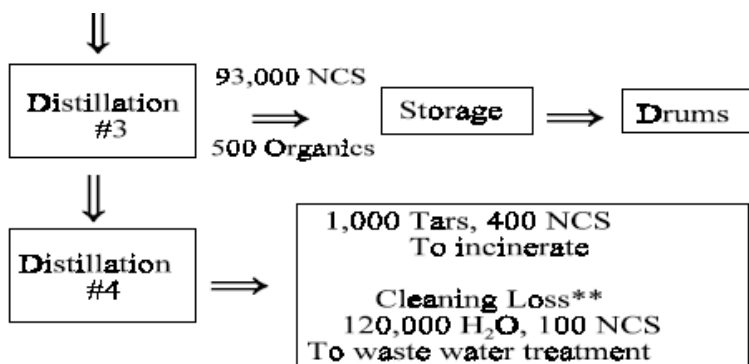 Distillation
#3
93,000 NCS
500 Organics
Storage
Drums
Distillation
#4
1,000 Tars, 400 NCS
To incinerate
Cleaning Loss**
120,000 H₂O, 100 NCS
To waste water treatment